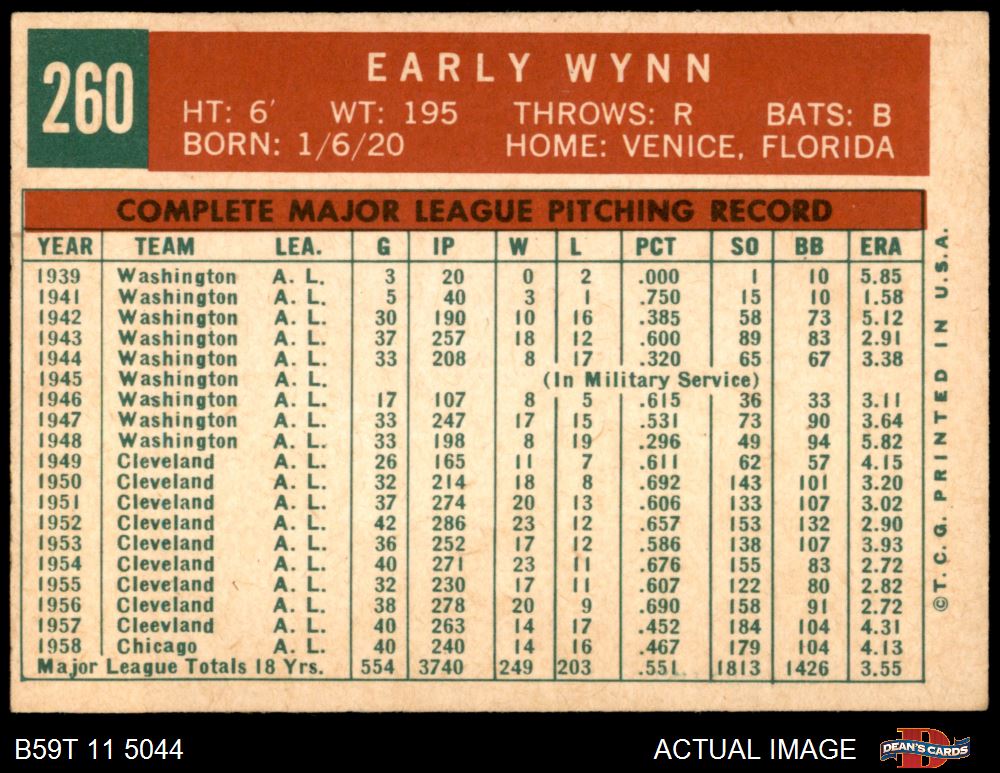 260
EARLY WYNN
HT: 6' WT: 195 THROWS: R BATS: B
BORN: 1/6/20 HOME: VENICE, FLORIDA
COMPLETE MAJOR LEAGUE PITCHING RECORD
YEAR TEAM LEA. G IP W L PCT SO BB ERA
1939 Washington A. L. 3 20 0 2 .000 1 10 5.85
1941 Washington A. L. 5 40 3 1 .750 15 10 1.58
1942 Washington A. L. 30 190 10 16 .385 58 73 5.12
1943 Washington A. L. 37 257 18 12 .600 89 83 2.91
1944 Washington A. L. 33 208 8 17 .320 65 67 3.38
1945 Washington A. L. (In Military Service)
1946 Washington A. L. 17 107 8 5 .615 36 33 3.11
1947 Washington A. L. 33 247 17 15 .531 73 90 3.64
1948 Washington A. L. 33 198 8 19 .296 49 94 5.82
1949 Cleveland A. L. 26 165 11 7 .611 62 57 4.15
1950 Cleveland A. L. 32 214 18 8 .692 143 101 3.20
1951 Cleveland A. L. 37 274 20 13 .606 133 107 3.02
1952 Cleveland A. L. 42 286 23 12 .657 153 132 2.90
1953 Cleveland A. L. 36 252 17 12 .586 138 107 3.93
1954 Cleveland A. L. 40 271 23 11 .676 155 83 2.72
1955 Cleveland A. L. 32 230 17 11 .607 122 80 2.82
1956 Cleveland A. L. 38 278 20 9 .690 158 91 2.72
1957 Cleevland A. L. 40 263 14 17 .452 184 104 4.31
1958 Chicago A. L. 40 240 14 16 .467 179 104 4.13
Major League Totals 18 Yrs. 554 3740 249 203 .551 1813 1426 3.55
©T. C. G. PRINTED IN U.S.A.
B59T 11 5044
ACTUAL IMAGE
DEAN'S CARDS